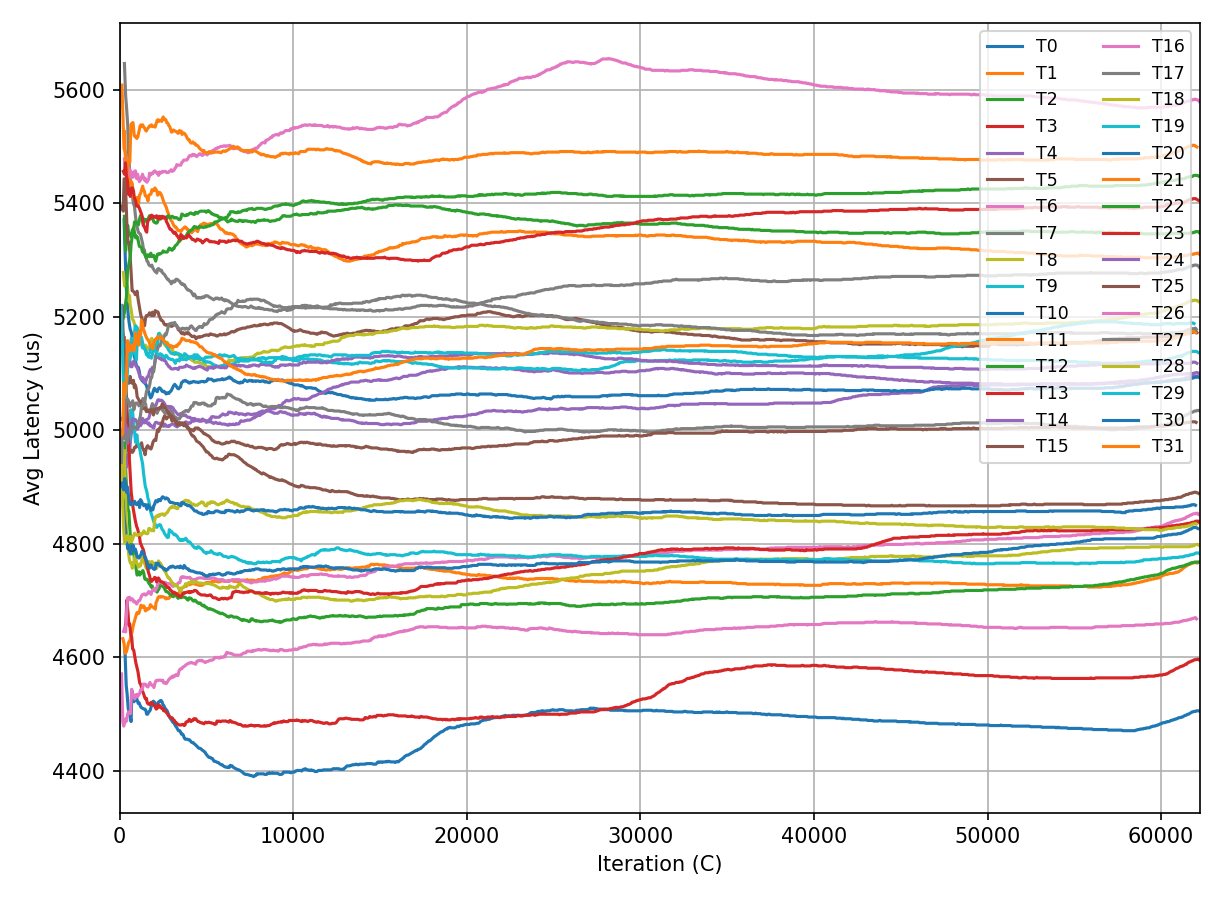 Avg Latency (us)
5600
5400
5200
5000
4800
4600
4400
0
10000
20000
30000
40000
50000
60000
Iteration (C)
T0
T1
T2
T3
T4
T5
T6
T7
T8
T9
T10
T11
T12
T13
T14
T15
T16
T17
T18
T19
T20
T21
T22
T23
T24
T25
T26
T27
T28
T29
T30
T31